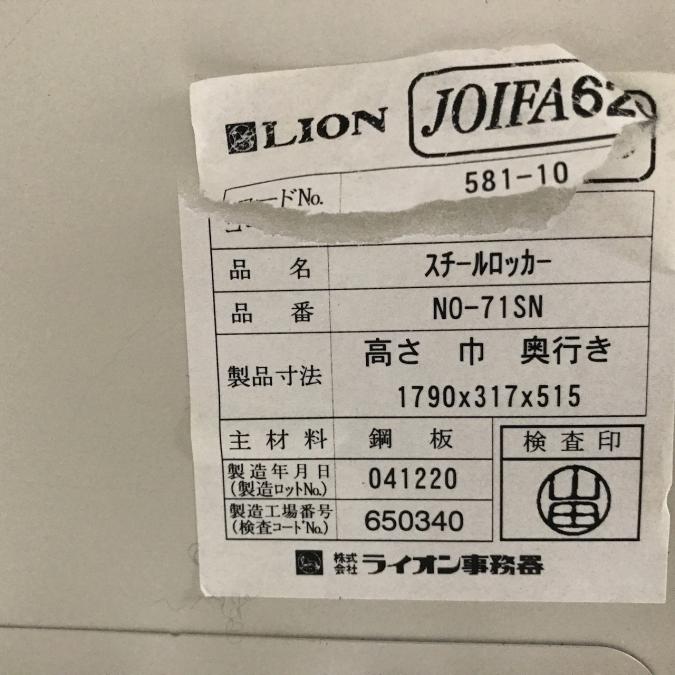 LION JOIFA62
コードNo. 581-10
品名 スチールロッカー
品番 NO-71SN
製品寸法 高さ 巾 奥行き
1790x317x515
主材料 鋼板 検査印
製造年月日 041220
(製造ロットNo.)
山田
製造工場番号 650340
(検査コードNo.)
株式会社 ライオン事務器